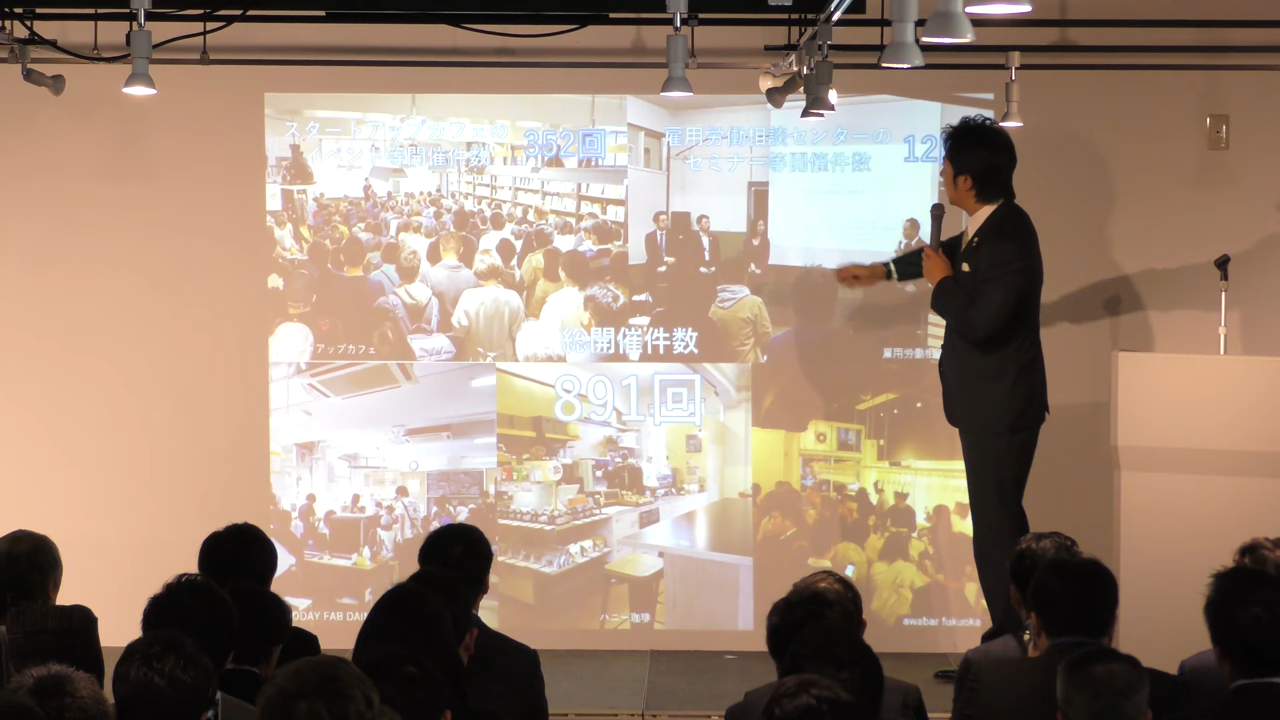 スタートアップカフェの
イベント等開催件数
352回
雇用労働相談センターの
セミナー等開催件数
12
アップカフェ
総開催件数
雇用労働相
891回
ハニー珈琲
awabar fukuoka